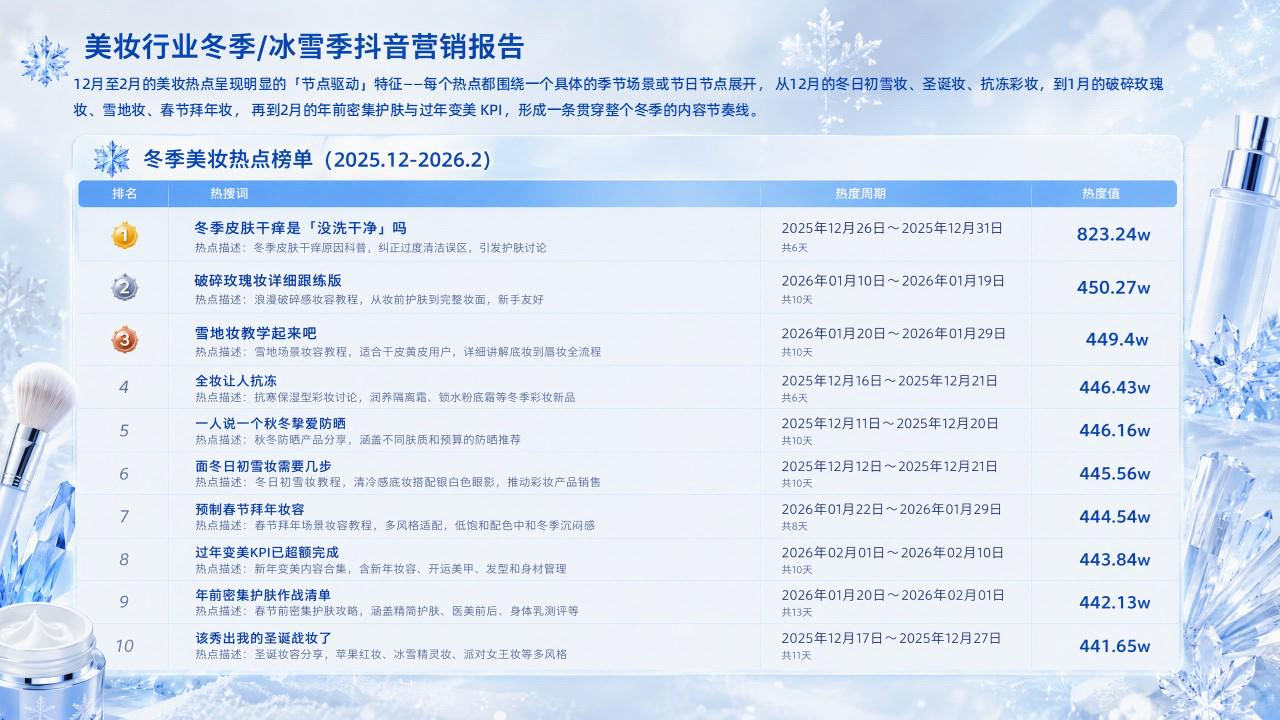 美妆行业冬季/冰雪季抖音营销报告
12月至2月的美妆热点呈现明显的「节点驱动」特征——每个热点都围绕一个具体的季节场景或节日节点展开， 从12月的冬日初雪妆、圣诞妆、抗冻彩妆，到1月的破碎玫瑰
妆、雪地妆、春节拜年妆， 再到2月的年前密集护肤与过年变美 KPI，形成一条贯穿整个冬季的内容节奏线。
冬季美妆热点榜单（2025.12-2026.2）
排名 热搜词 热度周期 热度值
1 冬季皮肤干痒是「没洗干净」吗 2025年12月26日～2025年12月31日 823.24w
热点描述：冬季皮肤干痒原因科普，纠正过度清洁误区，引发护肤讨论 共6天
2 破碎玫瑰妆详细跟练版 2026年01月10日～2026年01月19日 450.27w
热点描述：浪漫破碎感妆容教程，从妆前护肤到完整妆面，新手友好 共10天
3 雪地妆教学起来吧 2026年01月20日～2026年01月29日 449.4w
热点描述：雪地场景妆容教程，适合干皮黄皮用户，详细讲解底妆到唇妆全流程 共10天
4 全妆让人抗冻 2025年12月16日～2025年12月21日 446.43w
热点描述：抗寒保湿型彩妆讨论，润养隔离霜、锁水粉底霜等冬季彩妆新品 共6天
5 一人说一个秋冬挚爱防晒 2025年12月11日～2025年12月20日 446.16w
热点描述：秋冬防晒产品分享，涵盖不同肤质和预算的防晒推荐 共10天
6 面冬日初雪妆需要几步 2025年12月12日～2025年12月21日 445.56w
热点描述：冬日初雪妆教程，清冷感底妆搭配银白色眼影，推动彩妆产品销售 共10天
7 预制春节拜年妆容 2026年01月22日～2026年01月29日 444.54w
热点描述：春节拜年场景妆容教程，多风格适配，低饱和配色中和冬季沉闷感 共8天
8 过年变美KPI已超额完成 2026年02月01日～2026年02月10日 443.84w
热点描述：新年变美内容合集，含新年妆容、开运美甲、发型和身材管理 共10天
9 年前密集护肤作战清单 2026年01月20日～2026年02月01日 442.13w
热点描述：春节前密集护肤攻略，涵盖精简护肤、医美前后、身体乳测评等 共13天
10 该秀出我的圣诞战妆了 2025年12月17日～2025年12月27日 441.65w
热点描述：圣诞妆容分享，苹果红妆、冰雪精灵妆、派对女王妆等多风格 共11天